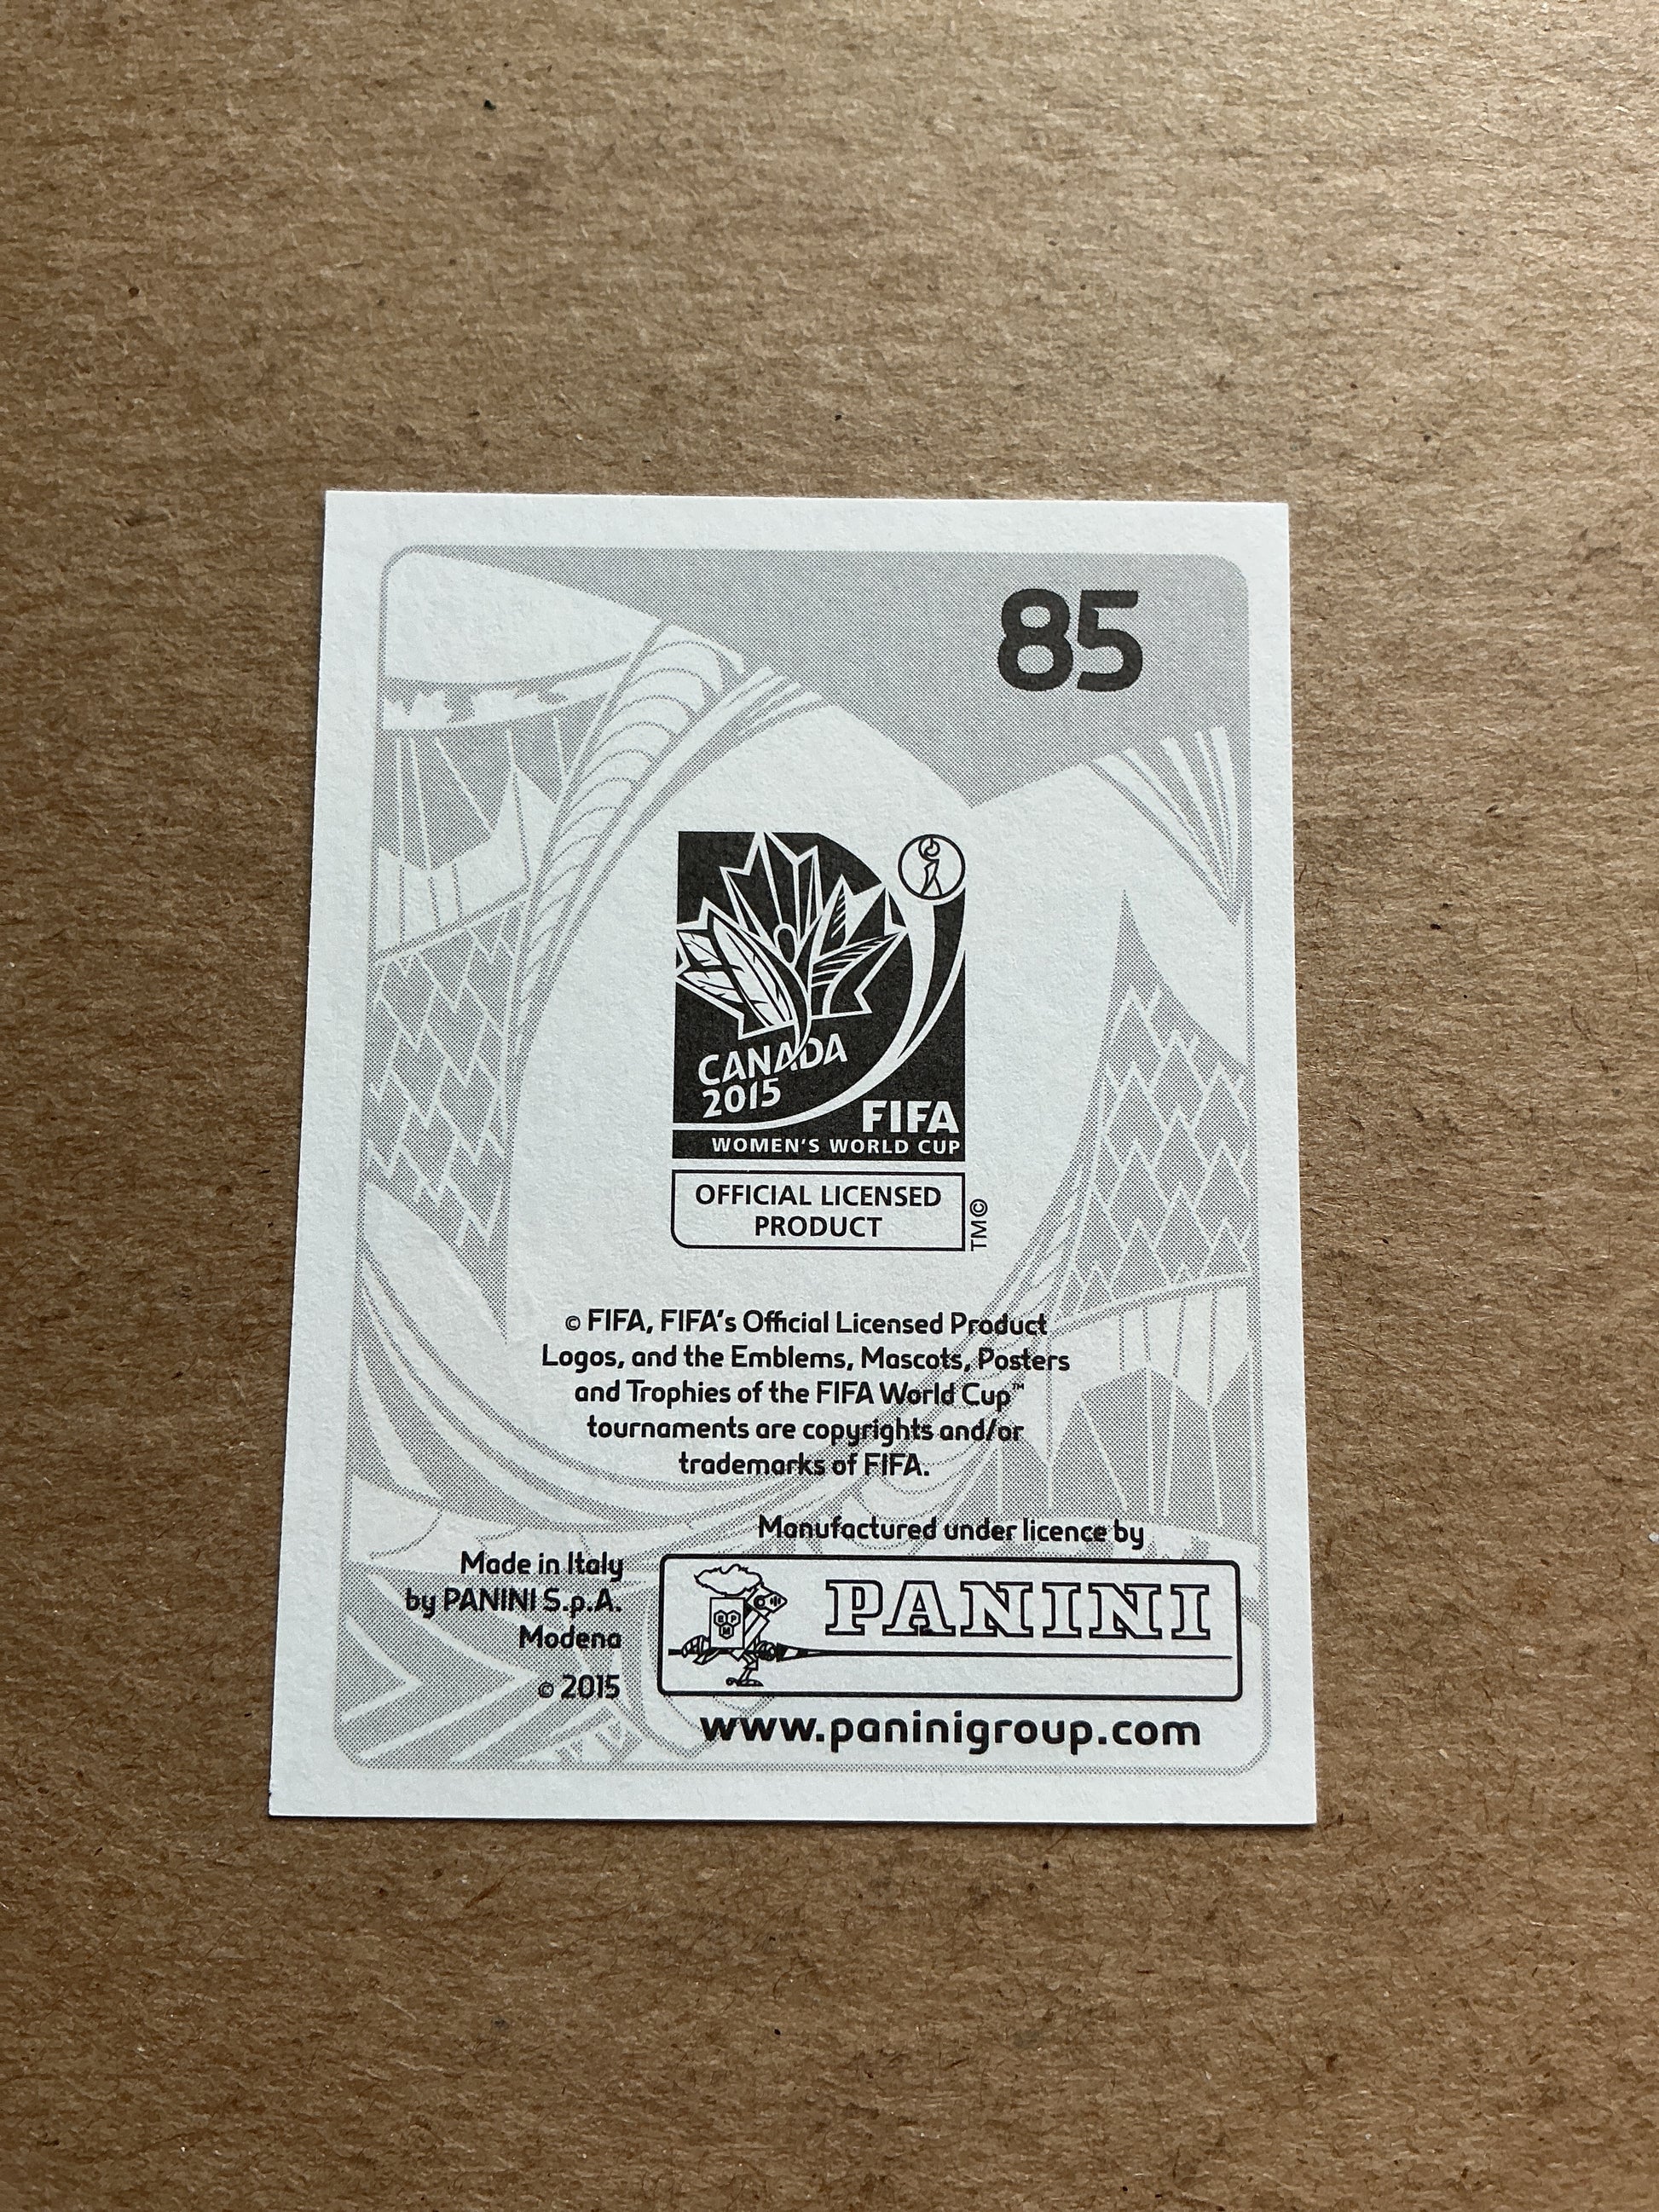 85
CANADA
2015
FIFA
WOMEN'S WORLD CUP
OFFICIAL LICENSED
PRODUCT
TM©
© FIFA, FIFA's Official Licensed Product
Logos, and the Emblems, Mascots, Posters
and Trophies of the FIFA World Cup™
tournaments are copyrights and/or
trademarks of FIFA.
Manufactured under licence by
Made in Italy
by PANINI S.p.A.
Modena
© 2015
PANINI
www.paninigroup.com